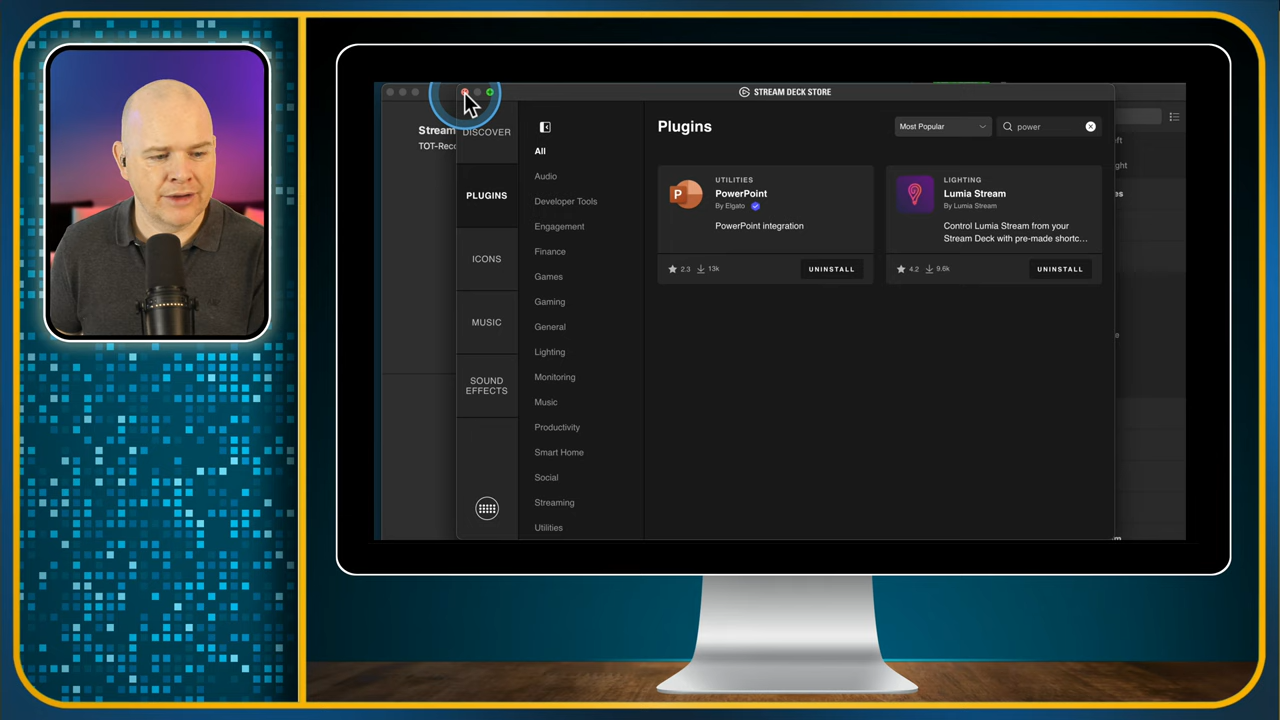 STREAM DECK STORE
Stream
TOT-Reco
DISCOVER
PLUGINS
ICONS
MUSIC
SOUND
EFFECTS
All
Audio
Developer Tools
Engagement
Finance
Games
Gaming
General
Lighting
Monitoring
Music
Productivity
Smart Home
Social
Streaming
Utilities
Plugins
Most Popular
power
UTILITIES
PowerPoint
By Elgato
PowerPoint integration
2.3 13k
UNINSTALL
LIGHTING
Lumia Stream
By Lumia Stream
Control Lumia Stream from your
Stream Deck with pre-made shortc...
4.2 9.6k
UNINSTALL